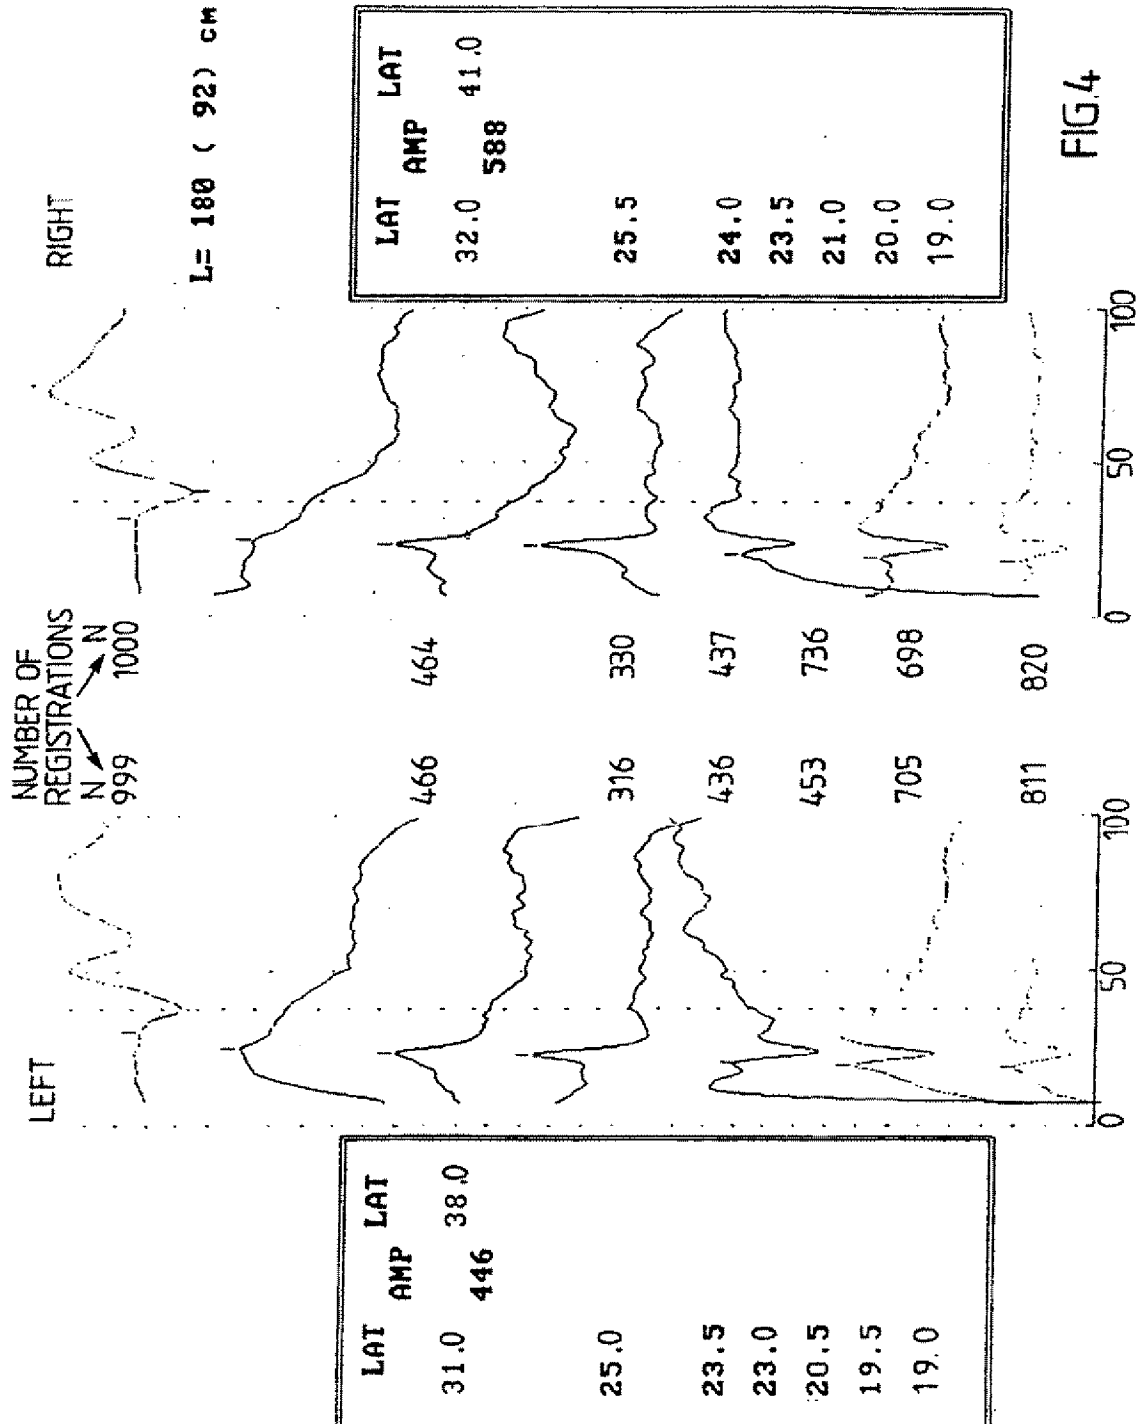 LEFT
NUMBER OF
REGISTRATIONS
N N
999 1000
RIGHT
L= 180 ( 92) cm
466 464
316 330
436 437
453 736
705 698
811 820
0 50 100
0 50 100
LAT LAT
AMP
31.0 38.0
446
25.0
23.5
23.0
20.5
19.5
19.0
LAT LAT
AMP
32.0 41.0
588
25.5
24.0
23.5
21.0
20.0
19.0
FIG.4